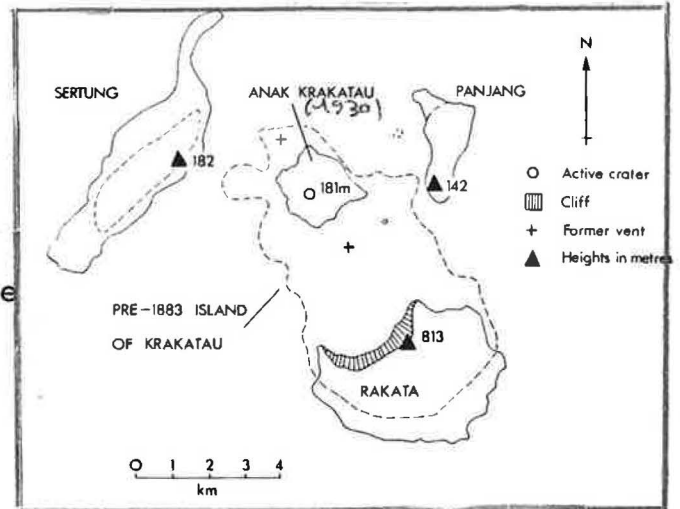 N
SERTUNG
ANAK KRAKATAU
(1930)
PANJANG
182
181m
142
Active crater
Cliff
Former vent
Heights in metres
e
PRE-1883 ISLAND
OF KRAKATAU
813
RAKATA
0 1 2 3 4
km